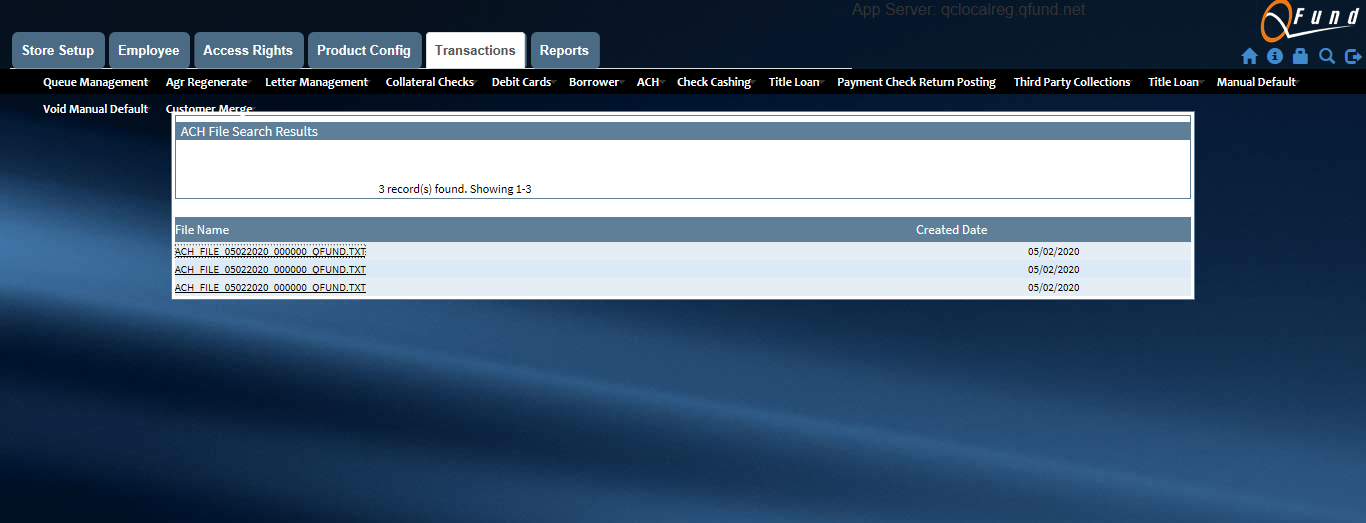 App Server: qclocalreg.qfund.net
QFund
Store Setup Employee Access Rights Product Config Transactions Reports
Queue Management Agr Regenerate Letter Management Collateral Checks Debit Cards Borrower ACH Check Cashing Title Loan Payment Check Return Posting Third Party Collections Title Loan Manual Default
Void Manual Default Customer Merge
ACH File Search Results
3 record(s) found. Showing 1-3
File Name Created Date
ACH_FILE_05022020_000000_QFUND.TXT 05/02/2020
ACH_FILE_05022020_000000_QFUND.TXT 05/02/2020
ACH_FILE_05022020_000000_QFUND.TXT 05/02/2020